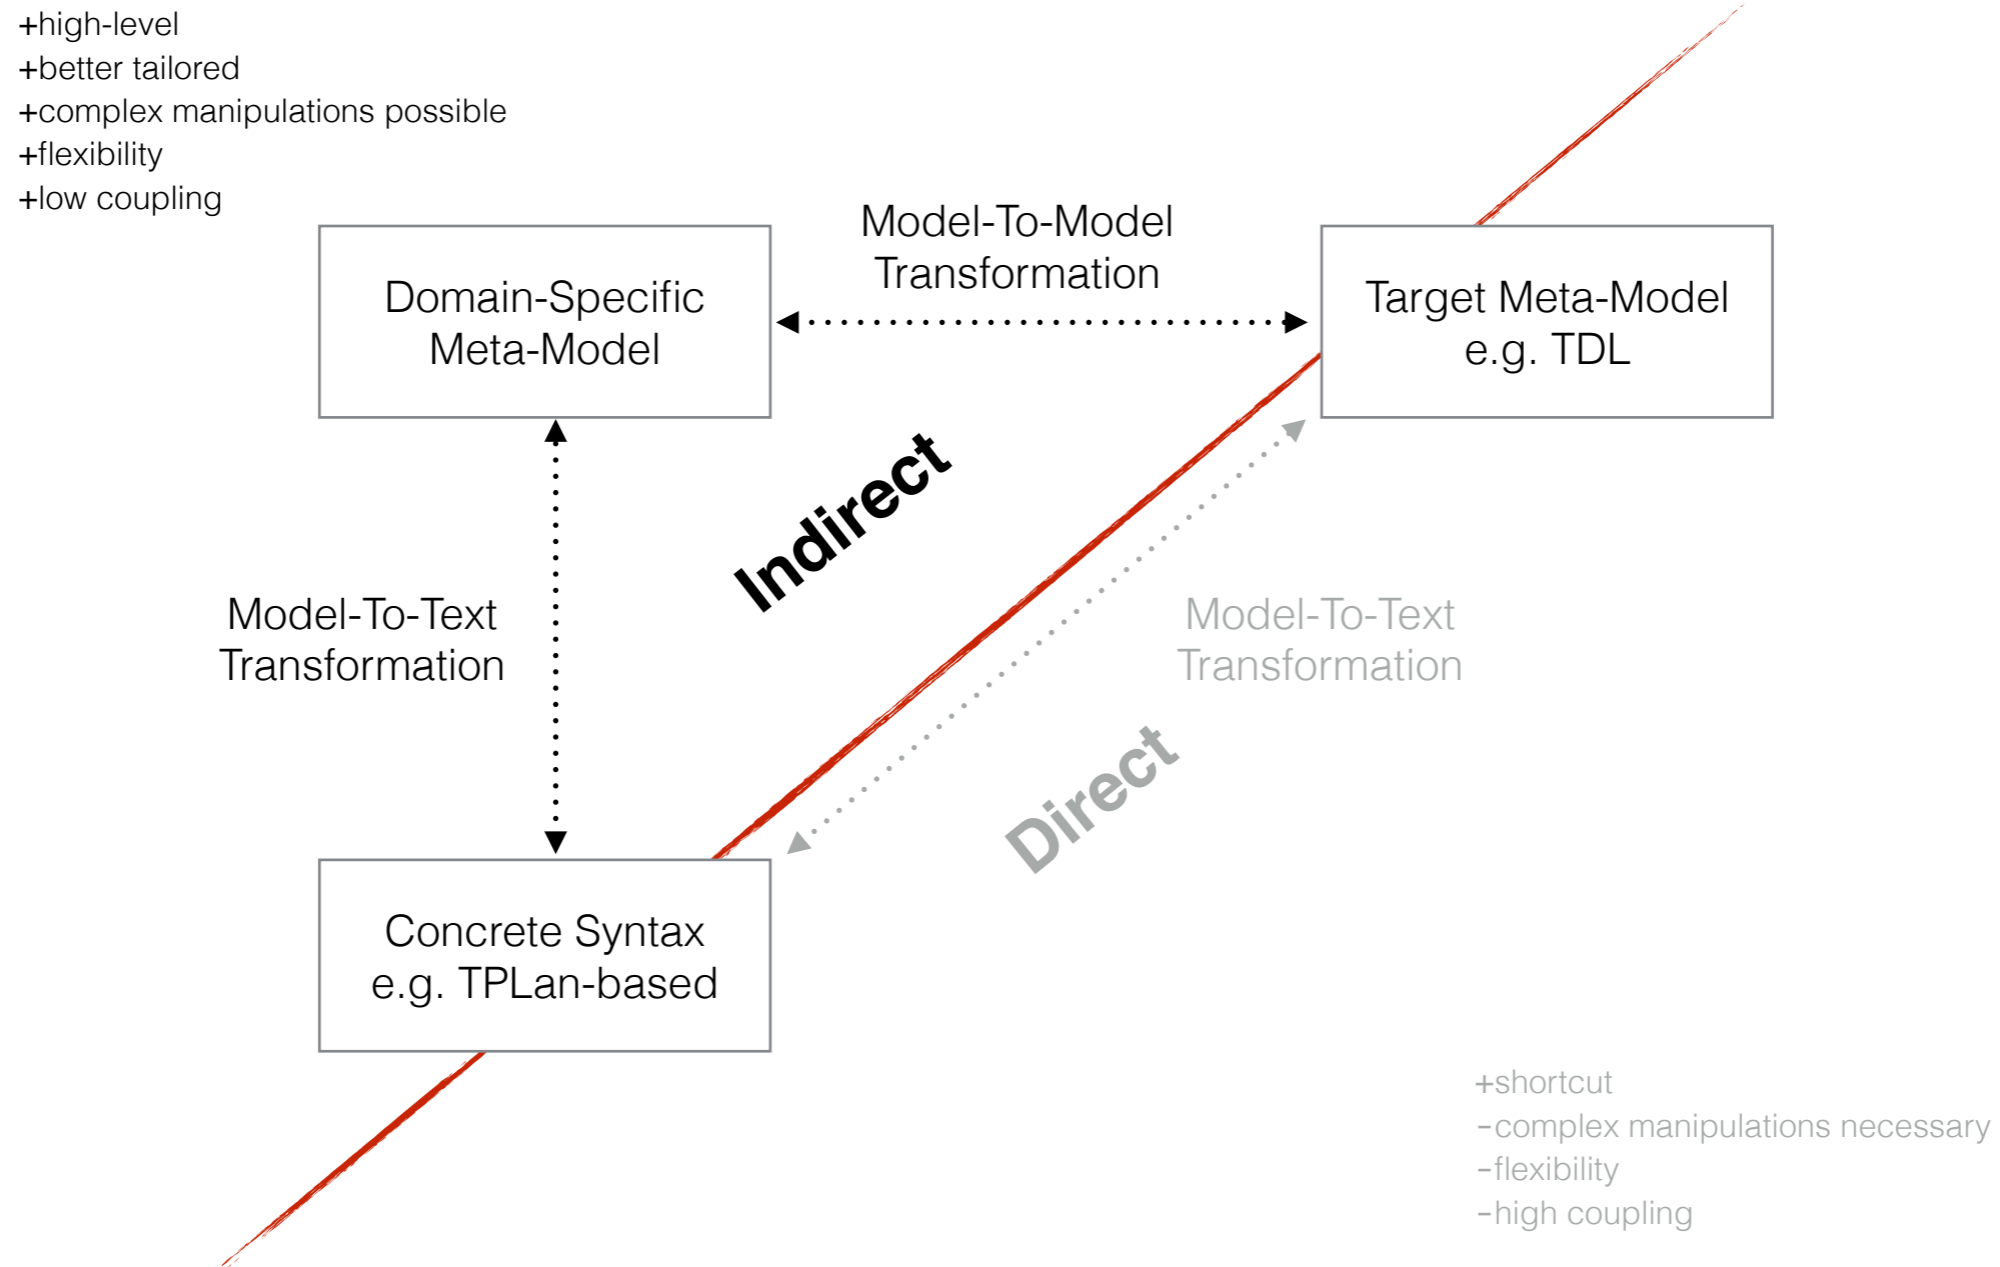 +high-level
+better tailored
+complex manipulations possible
+flexibility
+low coupling
Model-To-Model
Transformation
Domain-Specific
Meta-Model
Target Meta-Model
e.g. TDL
Indirect
Model-To-Text
Transformation
Model-To-Text
Transformation
Direct
Concrete Syntax
e.g. TPLan-based
+shortcut
-complex manipulations necessary
-flexibility
-high coupling